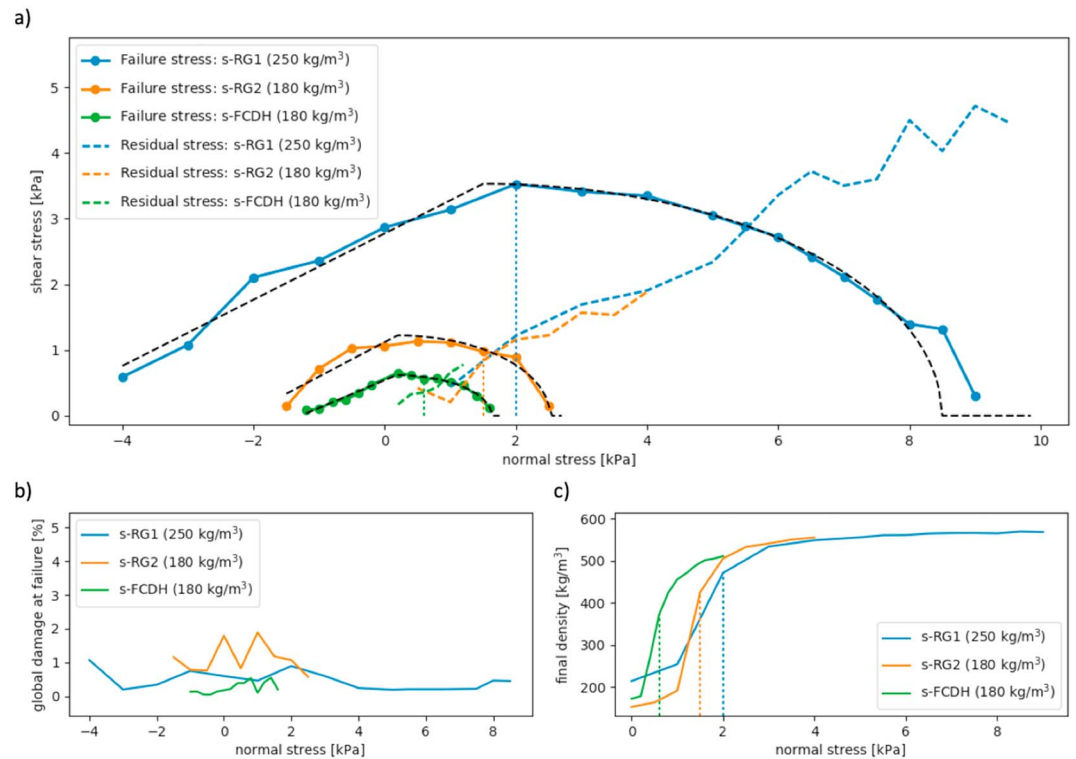 a)
Failure stress: s-RG1 (250 kg/m³)
Failure stress: s-RG2 (180 kg/m³)
Failure stress: s-FCDH (180 kg/m³)
Residual stress: s-RG1 (250 kg/m³)
Residual stress: s-RG2 (180 kg/m³)
Residual stress: s-FCDH (180 kg/m³)
shear stress [kPa]
5
4
3
2
1
0
−4 −2 0 2 4 6 8 10
normal stress [kPa]
b)
s-RG1 (250 kg/m³)
s-RG2 (180 kg/m³)
s-FCDH (180 kg/m³)
global damage at failure [%]
5
4
3
2
1
0
−4 −2 0 2 4 6 8
normal stress [kPa]
c)
final density [kg/m³]
600
500
400
300
200
s-RG1 (250 kg/m³)
s-RG2 (180 kg/m³)
s-FCDH (180 kg/m³)
0 2 4 6 8
normal stress [kPa]